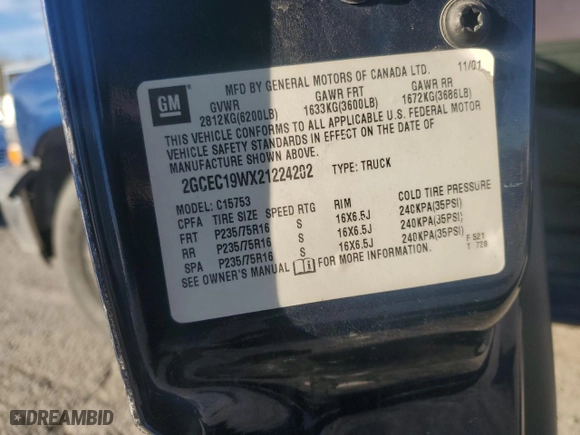 GM
MFD BY GENERAL MOTORS OF CANADA LTD. 11/01
GVWR GAWR FRT GAWR RR
2812KG(6200LB) 1633KG(3600LB) 1672KG(3686LB)
THIS VEHICLE CONFORMS TO ALL APPLICABLE U.S. FEDERAL MOTOR
VEHICLE SAFETY STANDARDS IN EFFECT ON THE DATE OF
MANUFACTURE SHOWN ABOVE.
2GCEC19WX21224202 TYPE: TRUCK
MODEL: C15753
CPFA TIRE SIZE SPEED RTG RIM COLD TIRE PRESSURE
FRT P235/75R16 S 16X6.5J 240KPA(35PSI)
RR P235/75R16 S 16X6.5J 240KPA(35PSI)
SPA P235/75R16 S 16X6.5J 240KPA(35PSI)
SEE OWNER'S MANUAL FOR MORE INFORMATION.
F 521
T 728
DREAMBID